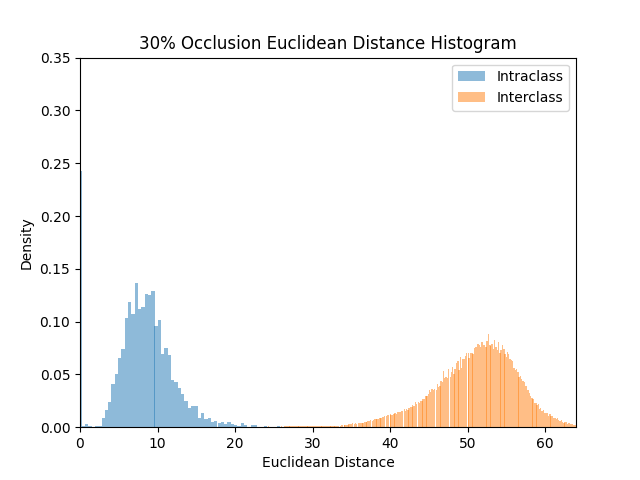 30% Occlusion Euclidean Distance Histogram
Intraclass
Interclass
Density
0.35
0.30
0.25
0.20
0.15
0.10
0.05
0.00
0 10 20 30 40 50 60
Euclidean Distance